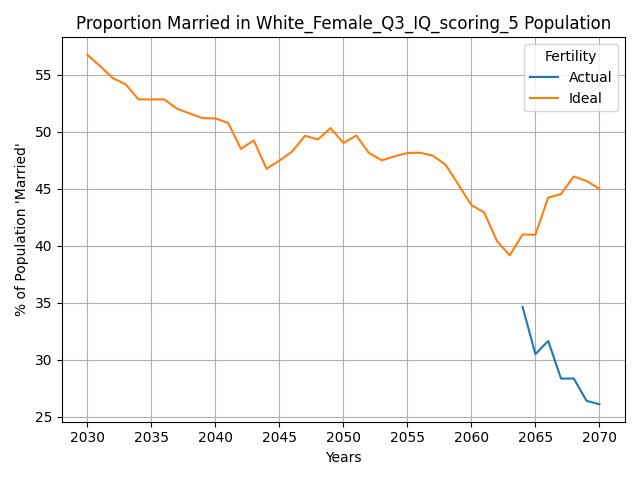 Proportion Married in White_Female_Q3_IQ_scoring_5 Population
% of Population 'Married'
55
50
45
40
35
30
25
Fertility
Actual
Ideal
2030 2035 2040 2045 2050 2055 2060 2065 2070
Years